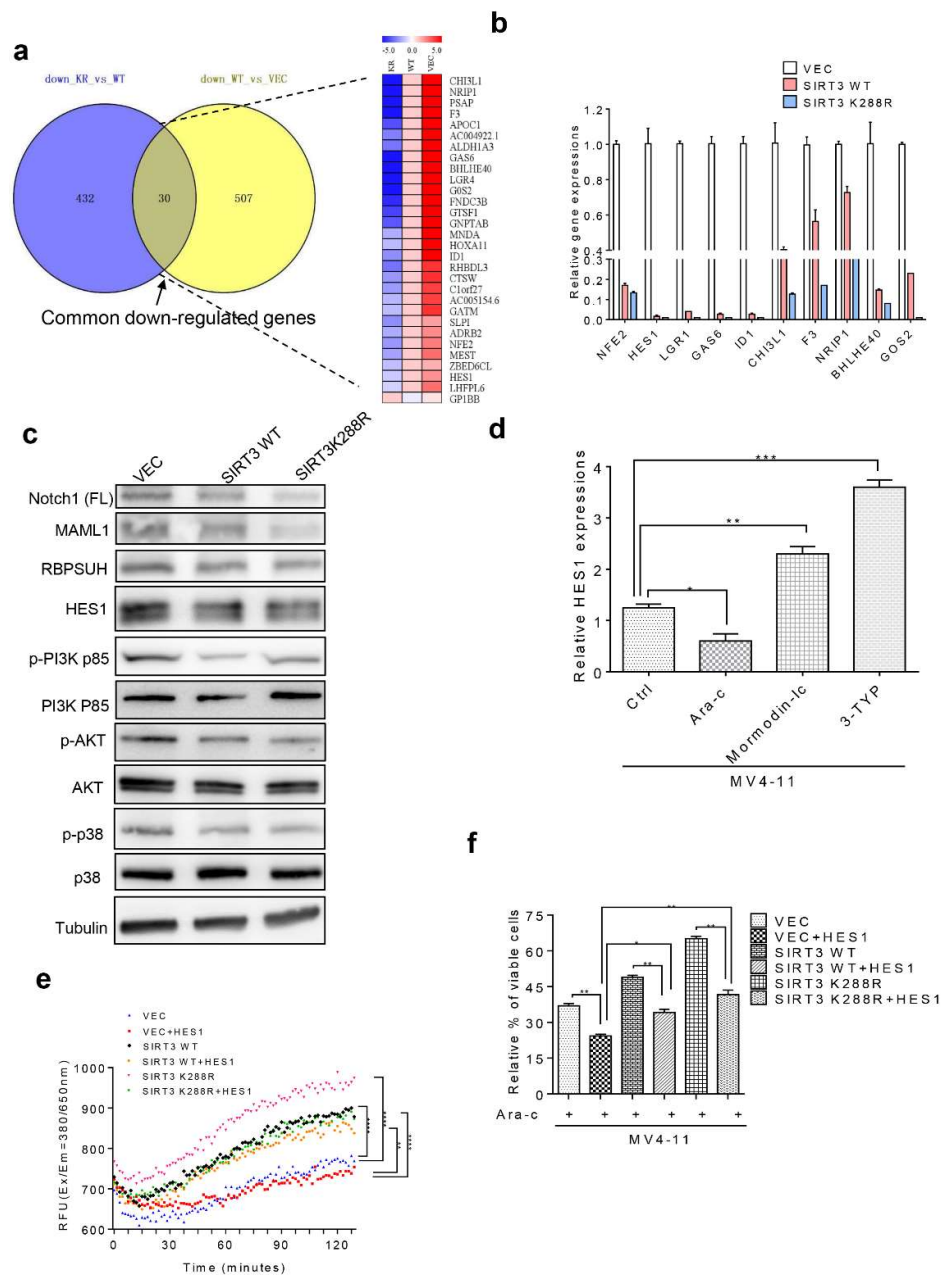 a
down_KR_vs_WT
down_WT_vs_VEC
432
30
507
Common down-regulated genes
-5.0 0.0 5.0
KR WT VEC
CHI3L1
NRIP1
PSAP
F3
APOC1
AC004922.1
ALDH1A3
GAS6
BHLHE40
LGR4
G0S2
FNDC3B
GTSF1
GNPTAB
MNDA
HOXA11
ID1
RHBDL3
CTSW
C1orf27
AC005154.6
GATM
SLPI
ADRB2
NFE2
MEST
ZBED6CL
HES1
LHFPL6
GP1BB
b
VEC
SIRT3 WT
SIRT3 K288R
Relative gene expressions
1.2
1.0
0.8
0.6
0.4
0.3
0.2
0.1
0.0
NFE2
HES1
LGR1
GAS6
ID1
CHI3L1
F3
NRIP1
BHLHE40
GOS2
c
VEC
SIRT3 WT
SIRT3K288R
Notch1 (FL)
MAML1
RBPSUH
HES1
p-PI3K p85
PI3K P85
p-AKT
AKT
p-p38
p38
Tubulin
d
Relative HES1 expressions
4
3
2
1
0
***
**
*
Ctrl
Ara-c
Mormodin-Ic
3-TYP
MV4-11
e
VEC
VEC+HES1
SIRT3 WT
SIRT3 WT+HES1
SIRT3 K288R
SIRT3 K288R+HES1
RFU(Ex/Em=380/650nm)
1000
900
800
700
600
0 30 60 90 120
Time (minutes)
f
VEC
VEC+HES1
SIRT3 WT
SIRT3 WT+HES1
SIRT3 K288R
SIRT3 K288R+HES1
Relative % of viable cells
75
60
45
30
15
0
**
**
*
**
**
Ara-c + + + + + +
MV4-11